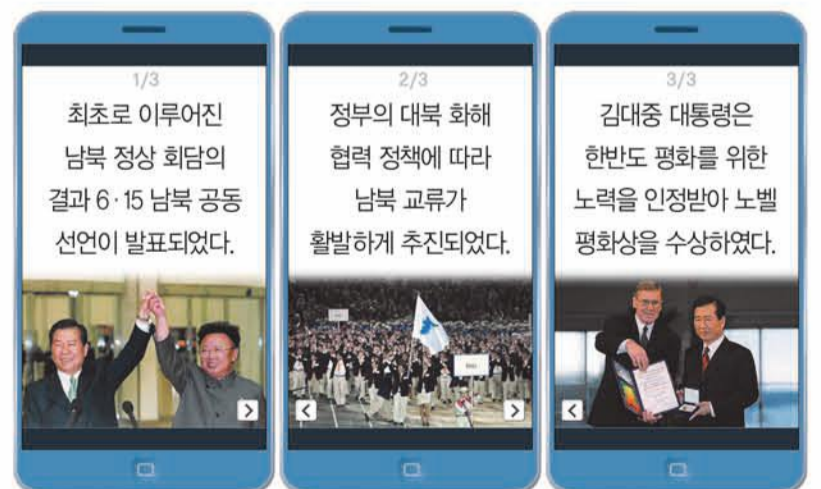 1/3
최초로 이루어진
남북 정상 회담의
결과 6·15 남북 공동
선언이 발표되었다.
2/3
정부의 대북 화해
협력 정책에 따라
남북 교류가
활발하게 추진되었다.
3/3
김대중 대통령은
한반도 평화를 위한
노력을 인정받아 노벨
평화상을 수상하였다.